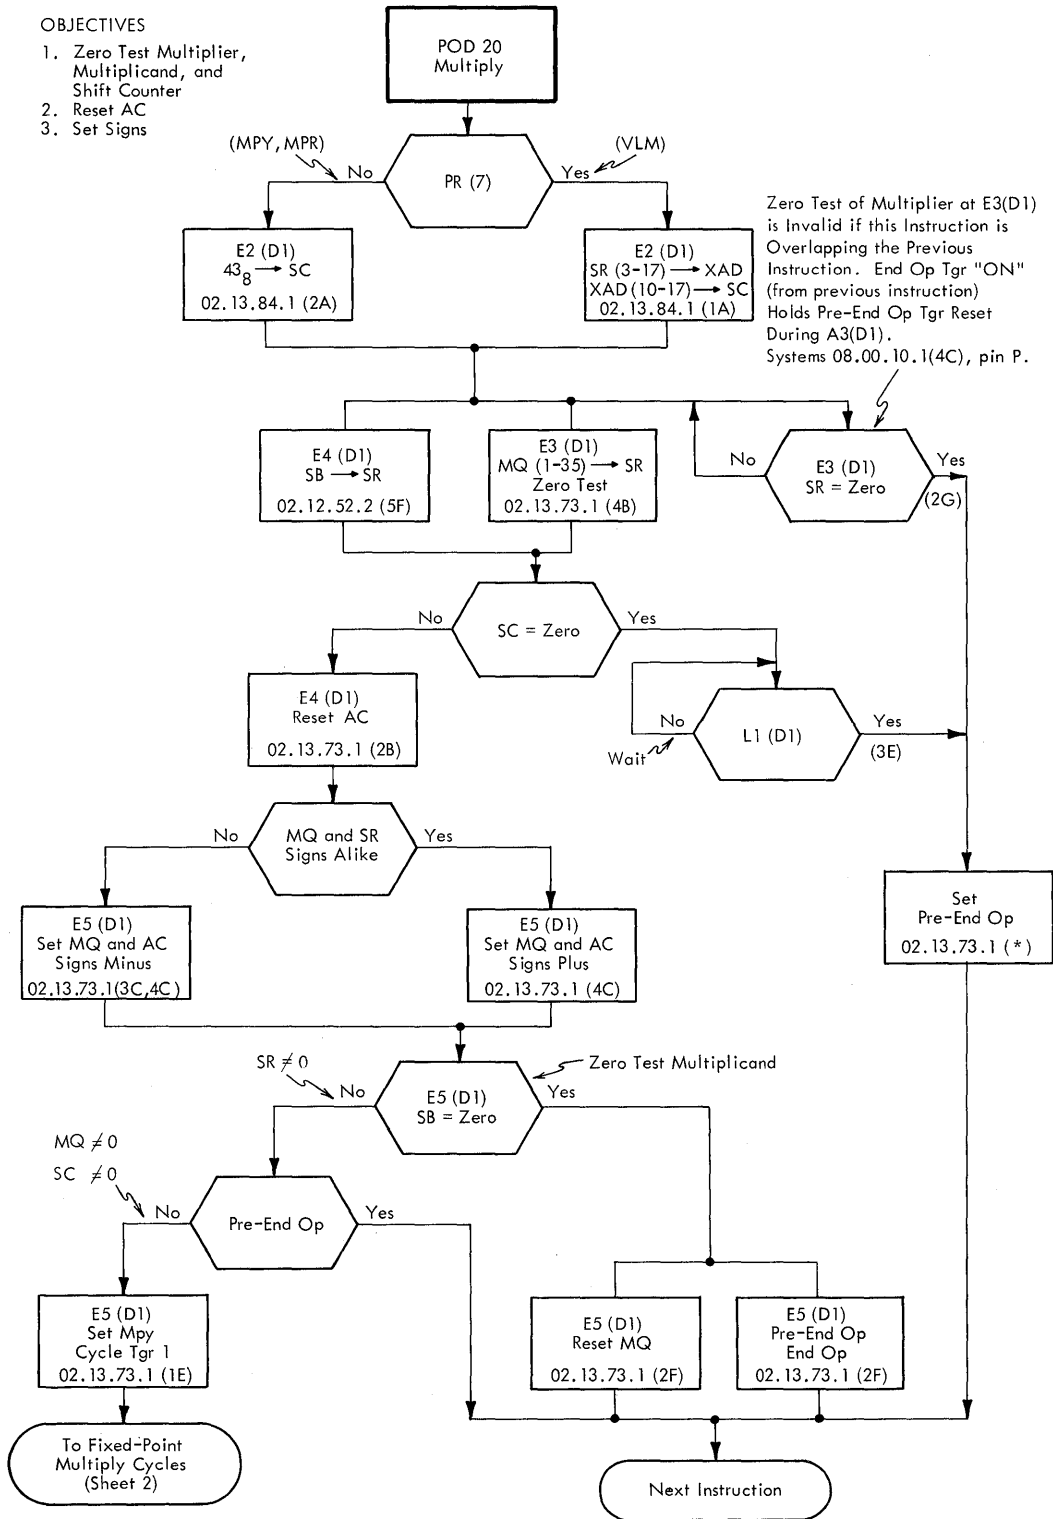 OBJECTIVES
1. Zero Test Multiplier,
Multiplicand, and
Shift Counter
2. Reset AC
3. Set Signs
POD 20
Multiply
(MPY, MPR)
No
PR (7)
Yes
(VLM)
E2 (D1)
43₈ → SC
02.13.84.1 (2A)
E2 (D1)
SR (3-17) → XAD
XAD (10-17) → SC
02.13.84.1 (1A)
Zero Test of Multiplier at E3(D1)
is Invalid if this Instruction is
Overlapping the Previous
Instruction. End Op Tgr "ON"
(from previous instruction)
Holds Pre-End Op Tgr Reset
During A3(D1).
Systems 08.00.10.1(4C), pin P.
E4 (D1)
SB → SR
02.12.52.2 (5F)
E3 (D1)
MQ (1-35) → SR
Zero Test
02.13.73.1 (4B)
No
E3 (D1)
SR = Zero
Yes
(2G)
No
SC = Zero
Yes
E4 (D1)
Reset AC
02.13.73.1 (2B)
No
Wait
L1 (D1)
Yes
(3E)
No
MQ and SR
Signs Alike
Yes
E5 (D1)
Set MQ and AC
Signs Minus
02.13.73.1(3C,4C)
E5 (D1)
Set MQ and AC
Signs Plus
02.13.73.1 (4C)
Set
Pre-End Op
02.13.73.1 (*)
SR ≠ 0
No
E5 (D1)
SB = Zero
Yes
Zero Test Multiplicand
MQ ≠ 0
SC ≠ 0
No
Pre-End Op
Yes
E5 (D1)
Set Mpy
Cycle Tgr 1
02.13.73.1 (1E)
E5 (D1)
Reset MQ
02.13.73.1 (2F)
E5 (D1)
Pre-End Op
End Op
02.13.73.1 (2F)
To Fixed-Point
Multiply Cycles
(Sheet 2)
Next Instruction